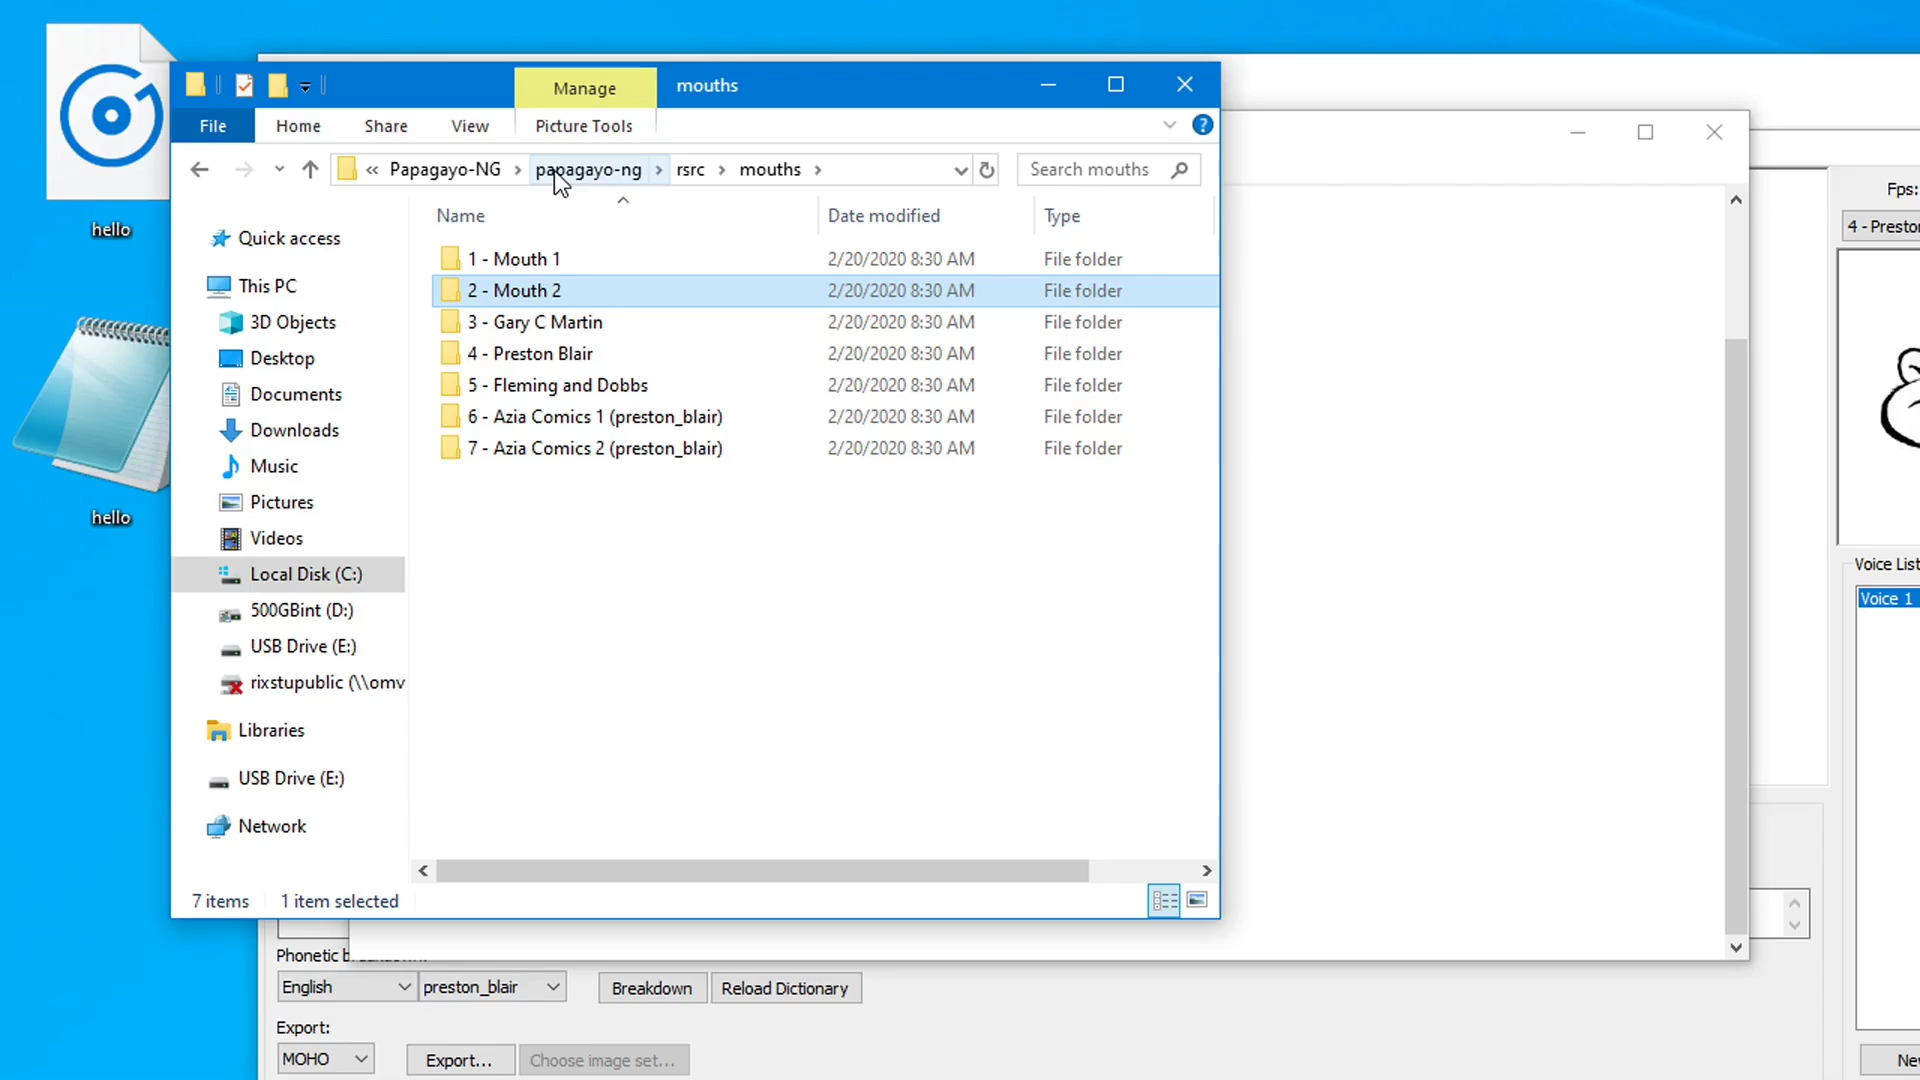 Manage
mouths
File
Home
Share
View
Picture Tools
« Papagayo-NG > papagayo-ng > rsrc > mouths >
Search mouths
Fps:
4 - Presto
hello
hello
Name
Date modified
Type
1 - Mouth 1 2/20/2020 8:30 AM File folder
2 - Mouth 2 2/20/2020 8:30 AM File folder
3 - Gary C Martin 2/20/2020 8:30 AM File folder
4 - Preston Blair 2/20/2020 8:30 AM File folder
5 - Fleming and Dobbs 2/20/2020 8:30 AM File folder
6 - Azia Comics 1 (preston_blair) 2/20/2020 8:30 AM File folder
7 - Azia Comics 2 (preston_blair) 2/20/2020 8:30 AM File folder
Quick access
This PC
3D Objects
Desktop
Documents
Downloads
Music
Pictures
Videos
Local Disk (C:)
500GBint (D:)
USB Drive (E:)
rixstupublic (\\omv
Libraries
USB Drive (E:)
Network
7 items
1 item selected
Voice List
Voice 1
Phonetic breakdown:
English
preston_blair
Breakdown
Reload Dictionary
Export:
MOHO
Export...
Choose image set...
Ne